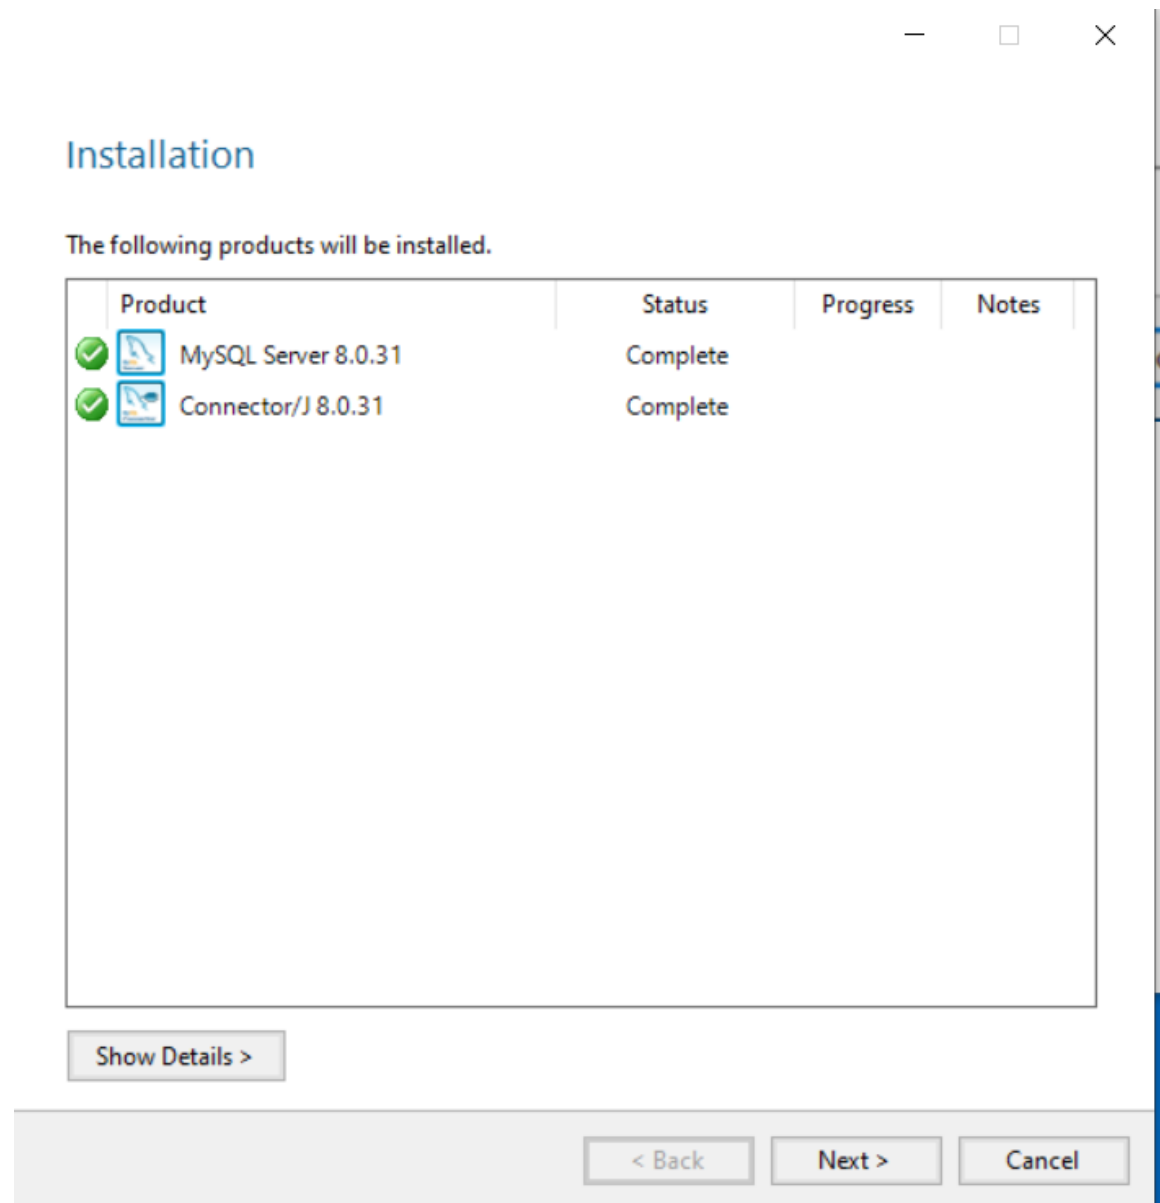 Installation
The following products will be installed.
Product Status Progress Notes
MySQL Server 8.0.31 Complete
Connector/J 8.0.31 Complete
Show Details >
< Back Next > Cancel